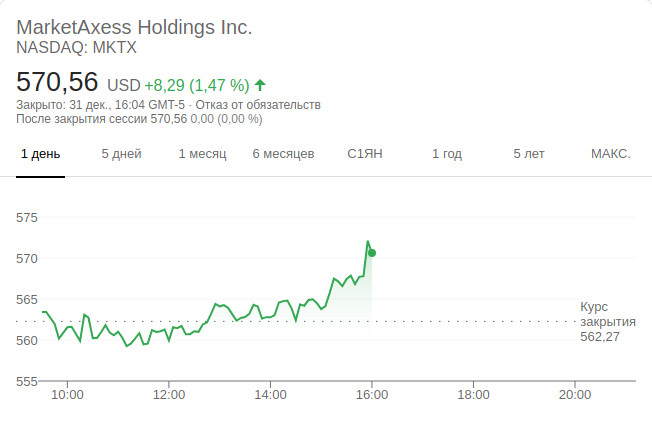 MarketAxess Holdings Inc.
NASDAQ: MKTX
570,56 USD +8,29 (1,47 %)
Закрыто: 31 дек., 16:04 GMT-5 · Отказ от обязательств
После закрытия сессии 570,56 0,00 (0,00 %)
1 день 5 дней 1 месяц 6 месяцев С1ЯН 1 год 5 лет МАКС.
575
570
565
560
555
Курс
закрытия
562,27
10:00 12:00 14:00 16:00 18:00 20:00